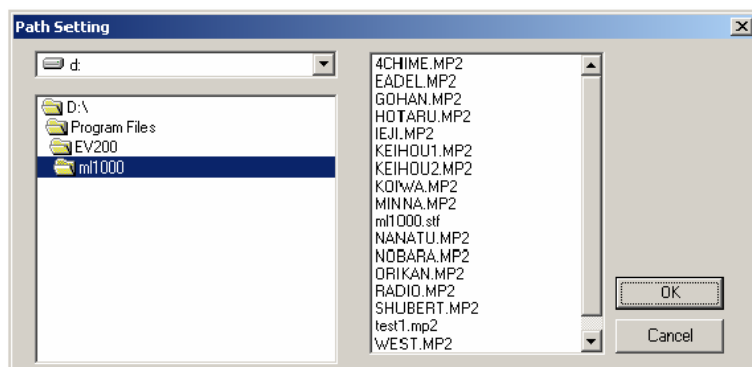 Path Setting
d:
D:\
Program Files
EV200
ml1000
4CHIME.MP2
EADEL.MP2
GOHAN.MP2
HOTARU.MP2
IEJI.MP2
KEIHOU1.MP2
KEIHOU2.MP2
KOIWA.MP2
MINNA.MP2
ml1000.stf
NANATU.MP2
NOBARA.MP2
ORIKAN.MP2
RADIO.MP2
SHUBERT.MP2
test1.mp2
WEST.MP2
OK
Cancel